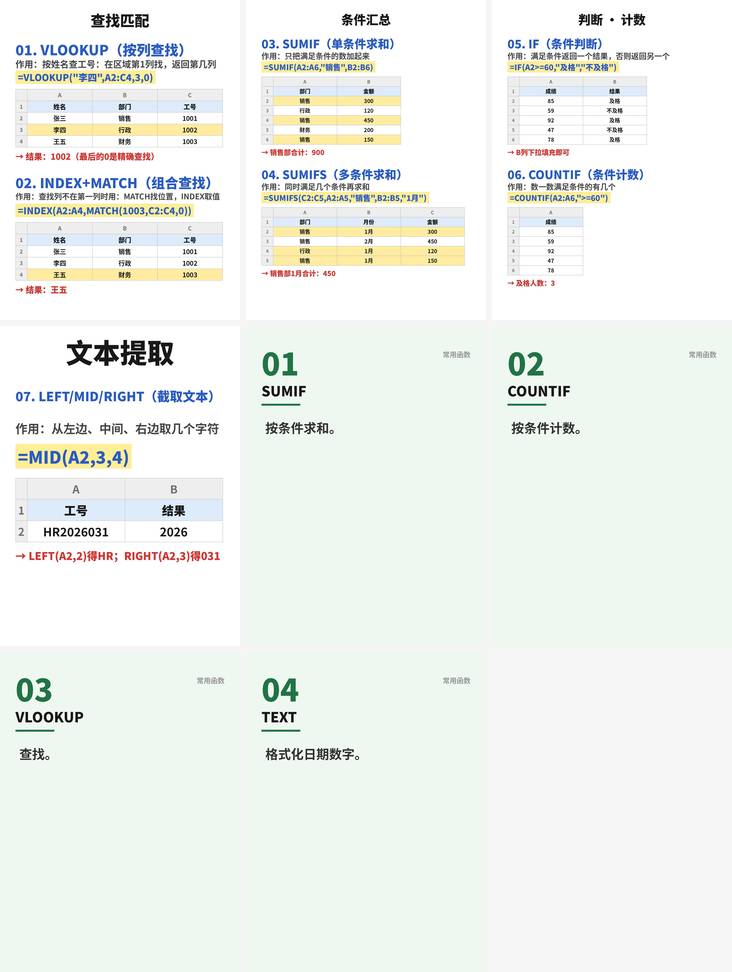 查找匹配
01. VLOOKUP（按列查找）
作用：按姓名查工号：在区域第1列找，返回第几列
=VLOOKUP("李四",A2:C4,3,0)
A B C
1 姓名 部门 工号
2 张三 销售 1001
3 李四 行政 1002
4 王五 财务 1003
→ 结果：1002（最后的0是精确查找）
02. INDEX+MATCH（组合查找）
作用：查找列不在第一列时用：MATCH找位置，INDEX取值
=INDEX(A2:A4,MATCH(1003,C2:C4,0))
A B C
1 姓名 部门 工号
2 张三 销售 1001
3 李四 行政 1002
4 王五 财务 1003
→ 结果：王五
条件汇总
03. SUMIF（单条件求和）
作用：只把满足条件的数加起来
=SUMIF(A2:A6,"销售",B2:B6)
A B
1 部门 金额
2 销售 300
3 行政 120
4 销售 450
5 财务 200
6 销售 150
→ 销售部合计：900
04. SUMIFS（多条件求和）
作用：同时满足几个条件再求和
=SUMIFS(C2:C5,A2:A5,"销售",B2:B5,"1月")
A B C
1 部门 月份 金额
2 销售 1月 300
3 销售 2月 450
4 行政 1月 120
5 销售 1月 150
→ 销售部1月合计：450
判断 · 计数
05. IF（条件判断）
作用：满足条件返回一个结果，否则返回另一个
=IF(A2>=60,"及格","不及格")
A B
1 成绩 结果
2 85 及格
3 59 不及格
4 92 及格
5 47 不及格
6 78 及格
→ B列下拉填充即可
06. COUNTIF（条件计数）
作用：数一数满足条件的有几个
=COUNTIF(A2:A6,">=60")
A
1 成绩
2 85
3 59
4 92
5 47
6 78
→ 及格人数：3
文本提取
07. LEFT/MID/RIGHT（截取文本）
作用：从左边、中间、右边取几个字符
=MID(A2,3,4)
A B
1 工号 结果
2 HR2026031 2026
→ LEFT(A2,2)得HR；RIGHT(A2,3)得031
01 常用函数
SUMIF
按条件求和。
02 常用函数
COUNTIF
按条件计数。
03 常用函数
VLOOKUP
查找。
04 常用函数
TEXT
格式化日期数字。